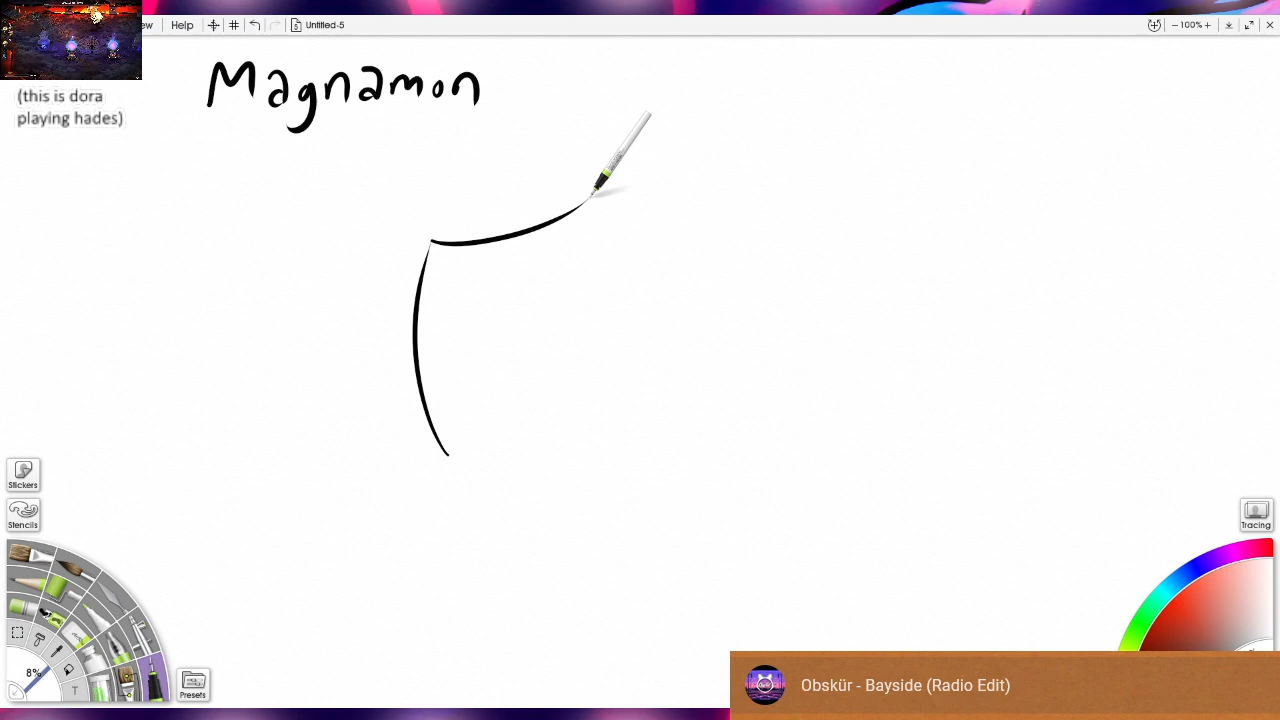 ew Help Untitled-5 100%
(this is dora
playing hades)
Magnamon
Stickers
Stencils
Tracing
8%
T
Presets
Obskür - Bayside (Radio Edit)